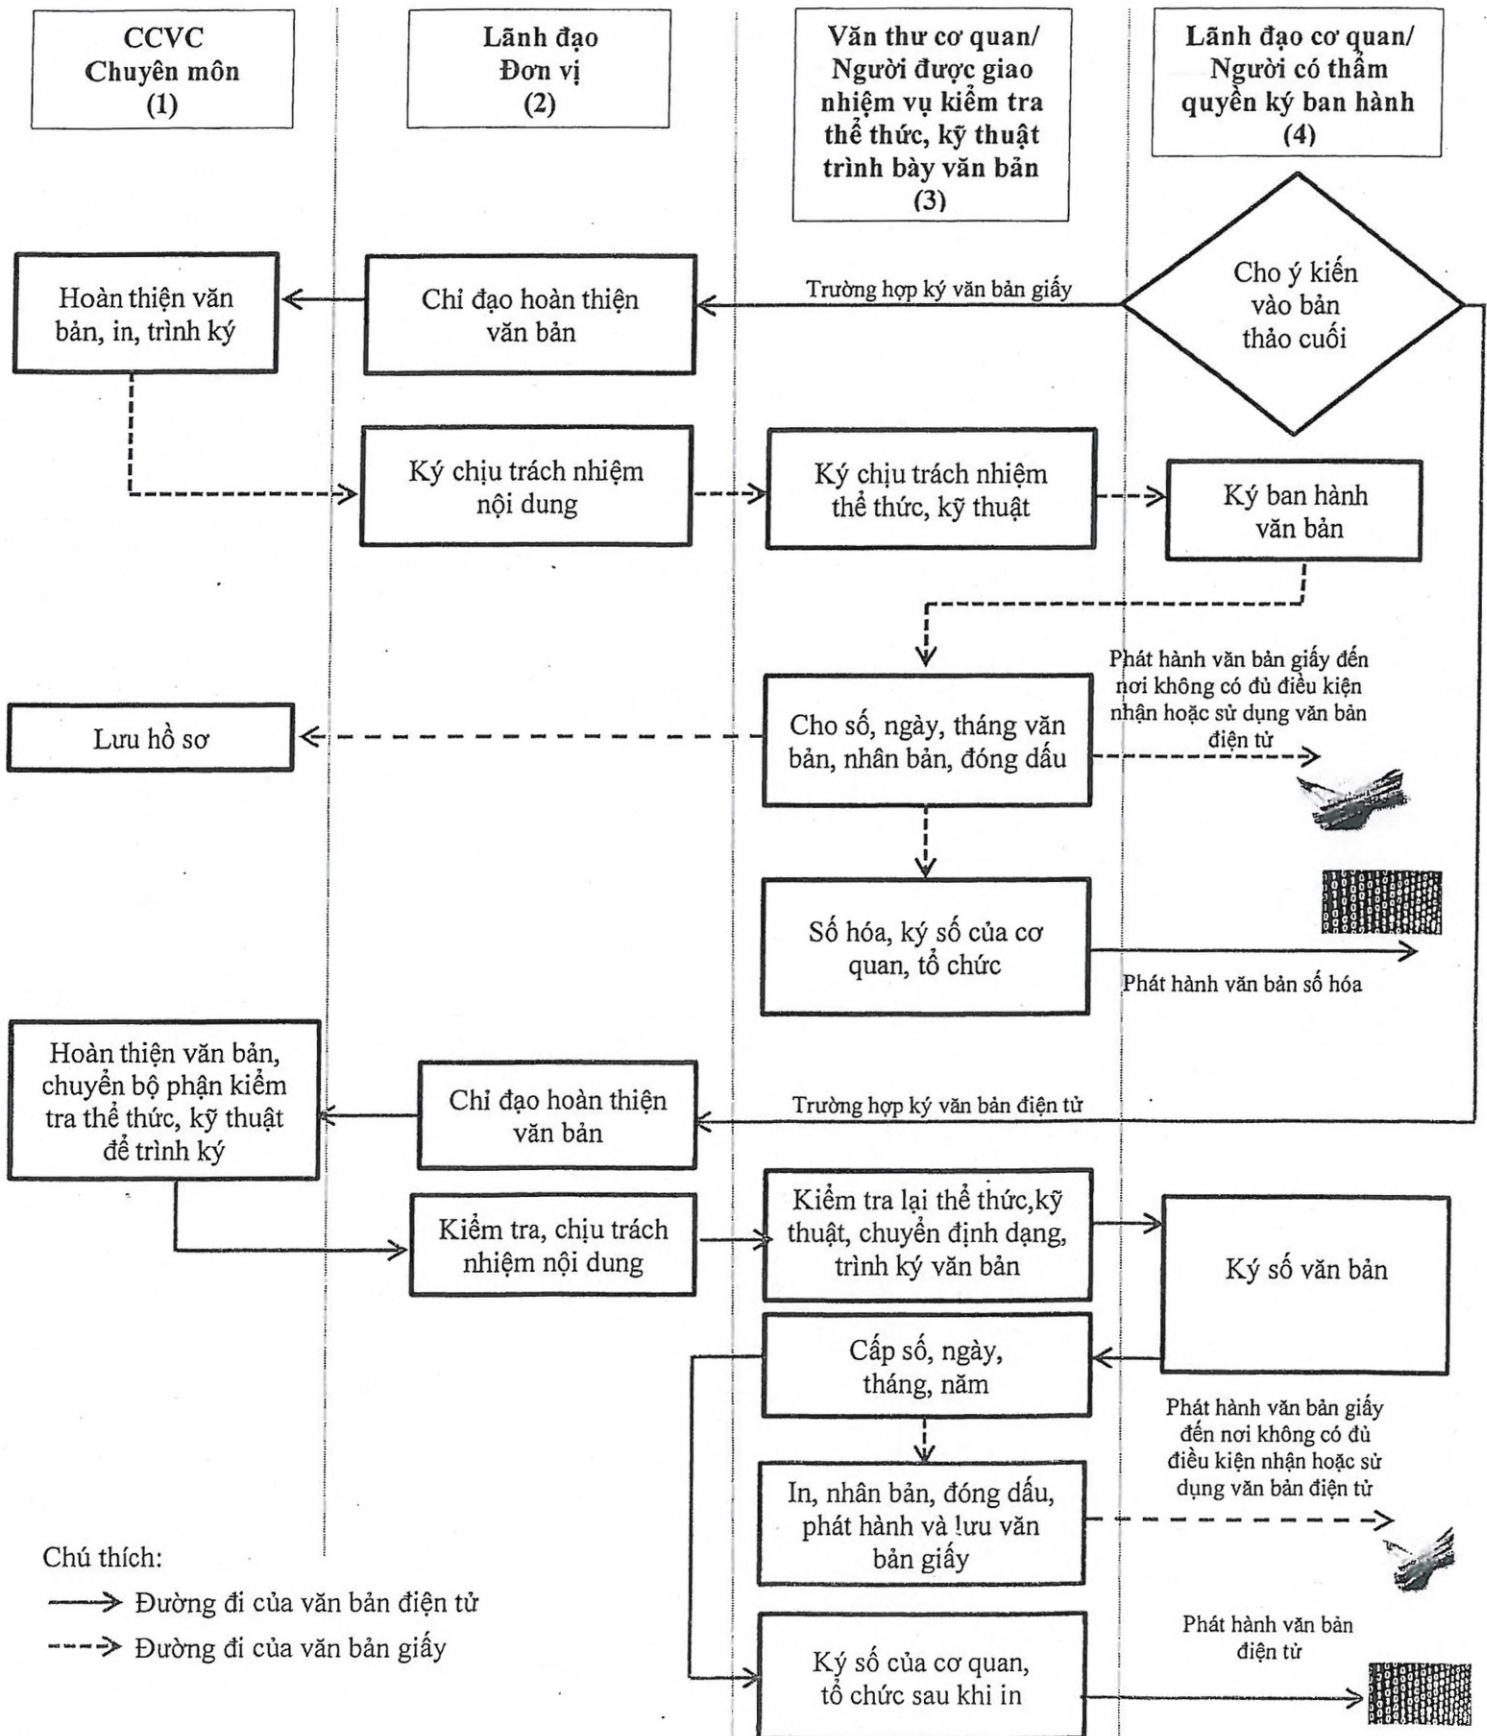 CCVC
Chuyên môn
(1)
Lãnh đạo
Đơn vị
(2)
Văn thư cơ quan/
Người được giao
nhiệm vụ kiểm tra
thể thức, kỹ thuật
trình bày văn bản
(3)
Lãnh đạo cơ quan/
Người có thẩm
quyền ký ban hành
(4)
Cho ý kiến
vào bản
thảo cuối
Trường hợp ký văn bản giấy
Chỉ đạo hoàn thiện
văn bản
Hoàn thiện văn
bản, in, trình ký
Ký chịu trách nhiệm
nội dung
Ký chịu trách nhiệm
thể thức, kỹ thuật
Ký ban hành
văn bản
Cho số, ngày, tháng văn
bản, nhân bản, đóng dấu
Phát hành văn bản giấy đến
nơi không có đủ điều kiện
nhận hoặc sử dụng văn bản
điện tử
Lưu hồ sơ
Số hóa, ký số của cơ
quan, tổ chức
Phát hành văn bản số hóa
Trường hợp ký văn bản điện tử
Chỉ đạo hoàn thiện
văn bản
Hoàn thiện văn bản,
chuyển bộ phận kiểm
tra thể thức, kỹ thuật
để trình ký
Kiểm tra, chịu trách
nhiệm nội dung
Kiểm tra lại thể thức,kỹ
thuật, chuyển định dạng,
trình ký văn bản
Ký số văn bản
Cấp số, ngày,
tháng, năm
Phát hành văn bản giấy
đến nơi không có đủ
điều kiện nhận hoặc sử
dụng văn bản điện tử
In, nhân bản, đóng dấu,
phát hành và lưu văn
bản giấy
Ký số của cơ quan,
tổ chức sau khi in
Phát hành văn bản
điện tử
Chú thích:
Đường đi của văn bản điện tử
Đường đi của văn bản giấy